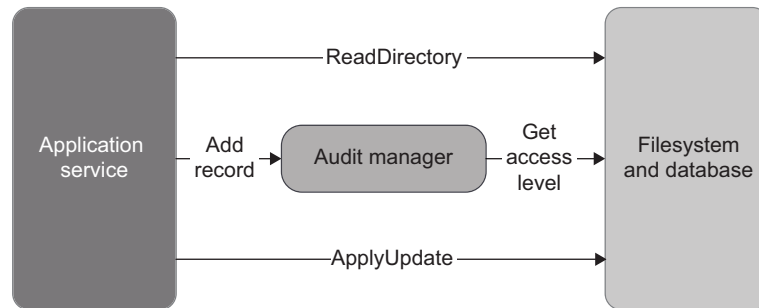 ReadDirectory
Application
service
Add
record
Audit manager
Get
access
level
Filesystem
and database
ApplyUpdate